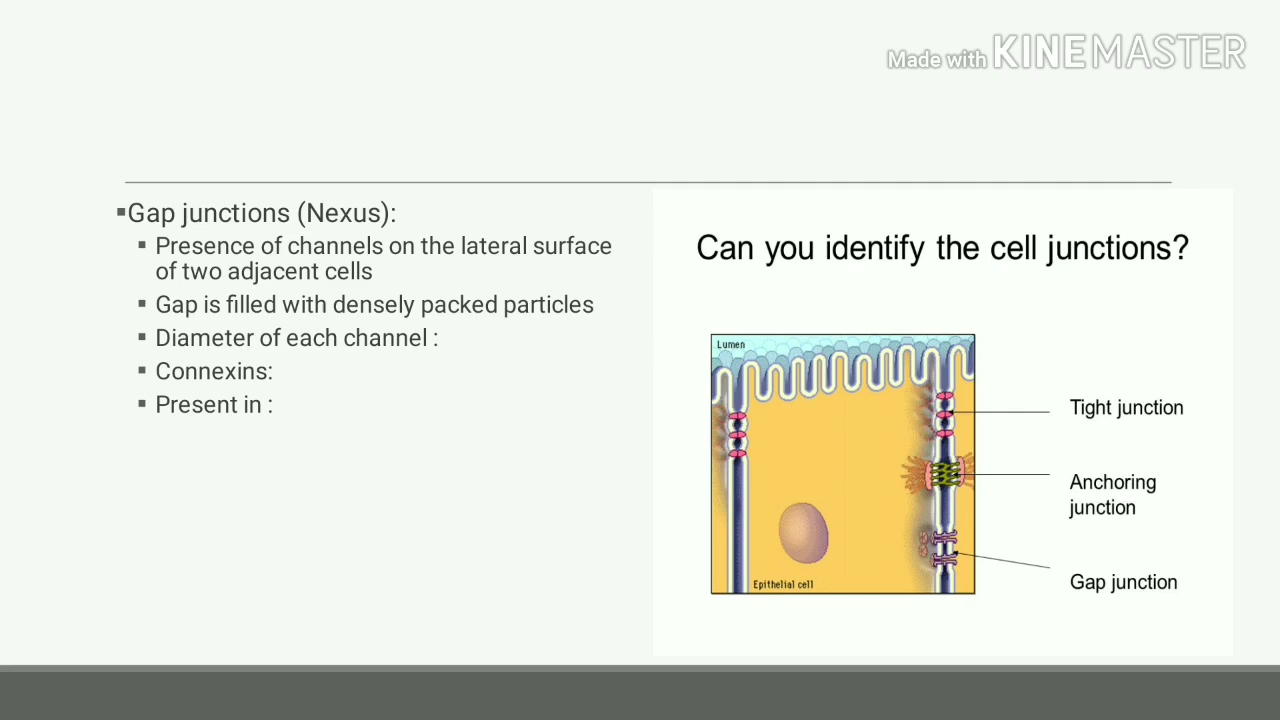 Made with KINEMASTER
▪Gap junctions (Nexus):
▪ Presence of channels on the lateral surface
of two adjacent cells
▪ Gap is filled with densely packed particles
▪ Diameter of each channel :
▪ Connexins:
▪ Present in :
Can you identify the cell junctions?
Lumen
Tight junction
Anchoring
junction
Gap junction
Epithelial cell